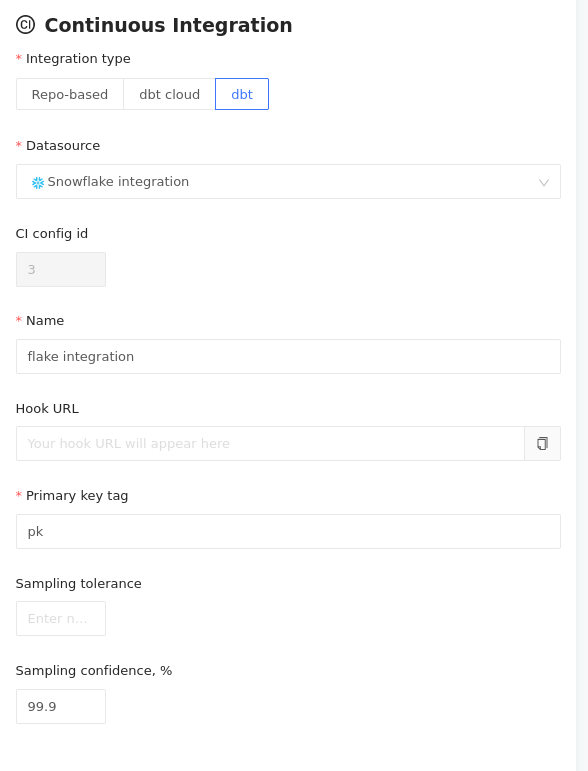 CI Continuous Integration
* Integration type
Repo-based dbt cloud dbt
* Datasource
Snowflake integration
CI config id
3
* Name
flake integration
Hook URL
Your hook URL will appear here
* Primary key tag
pk
Sampling tolerance
Enter n...
Sampling confidence, %
99.9